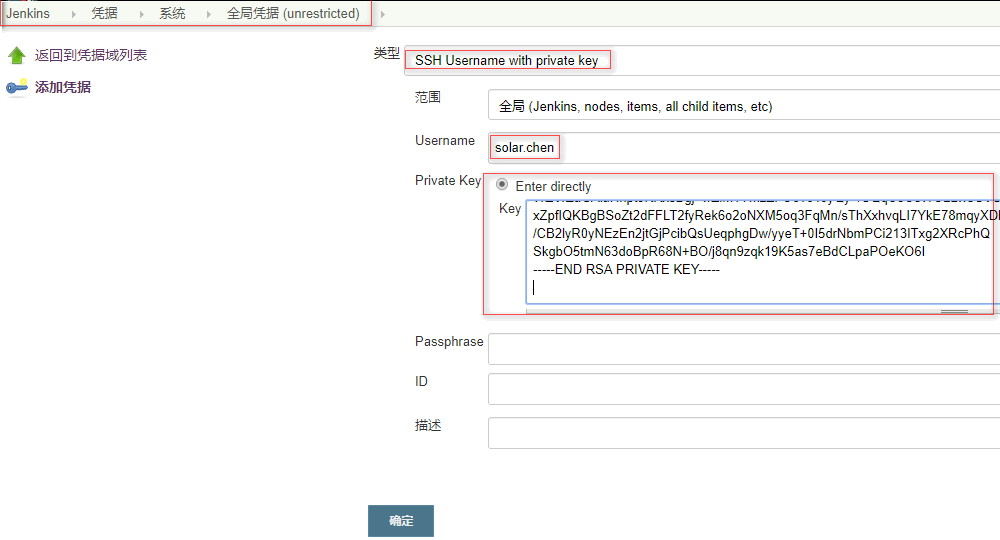 Jenkins 凭据 系统 全局凭据 (unrestricted)
返回到凭据域列表
添加凭据
类型 SSH Username with private key
范围 全局 (Jenkins, nodes, items, all child items, etc)
Username solar.chen
Private Key Enter directly
Key
xZpfIQKBgBSoZt2dFFLT2fyRek6o2oNXM5oq3FqMn/sThXxhvqLI7YkE78mqyXD
/CB2lyR0yNEzEn2jtGjPcibQsUeqphgDw/yyeT+0I5drNbmPCi213ITxg2XRcPhQ
SkgbO5tmN63doBpR68N+BO/j8qn9zqk19K5as7eBdCLpaPOeKO6I
-----END RSA PRIVATE KEY-----
Passphrase
ID
描述
确定